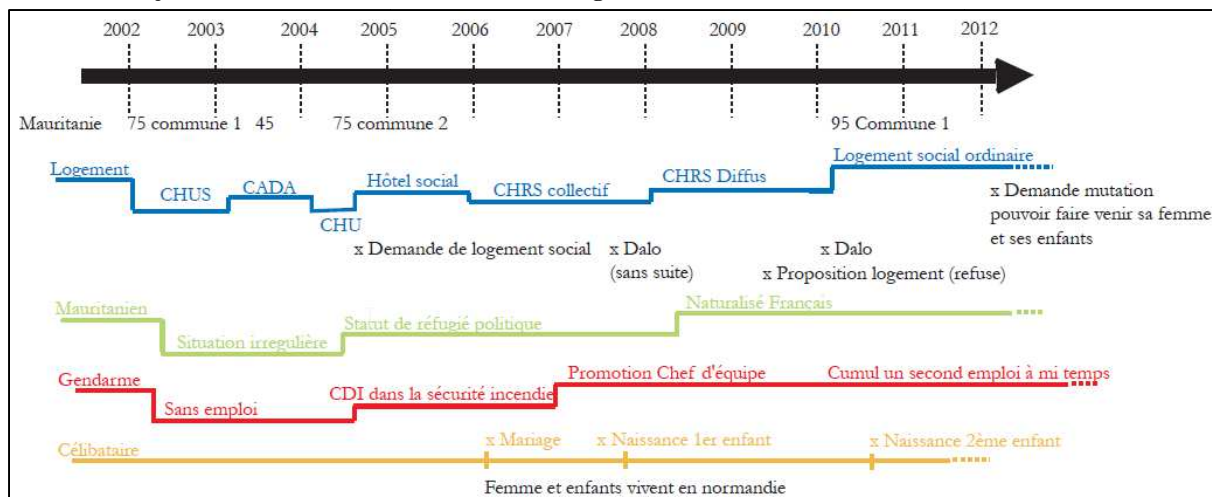 2002 2003 2004 2005 2006 2007 2008 2009 2010 2011 2012
Mauritanie 75 commune 1 45 75 commune 2 95 Commune 1
Logement CHUS CADA CHU Hôtel social CHRS collectif CHRS Diffus Logement social ordinaire
x Demande mutation
pouvoir faire venir sa femme
et ses enfants
x Demande de logement social x Dalo
(sans suite)
x Dalo
x Proposition logement (refuse)
Mauritanien Situation irregulière Statut de réfugié politique Naturalisé Français
Gendarme Sans emploi CDI dans la sécurité incendie Promotion Chef d'équipe Cumul un second emploi à mi temps
Célibataire x Mariage x Naissance 1er enfant x Naissance 2ème enfant
Femme et enfants vivent en normandie